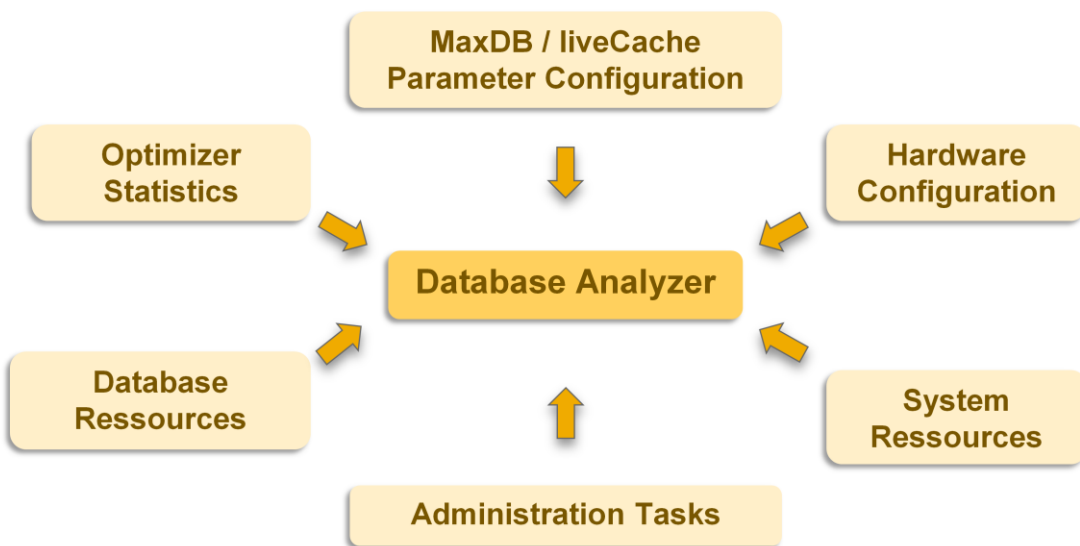 MaxDB / liveCache
Parameter Configuration
Optimizer
Statistics
Hardware
Configuration
Database Analyzer
Database
Ressources
System
Ressources
Administration Tasks